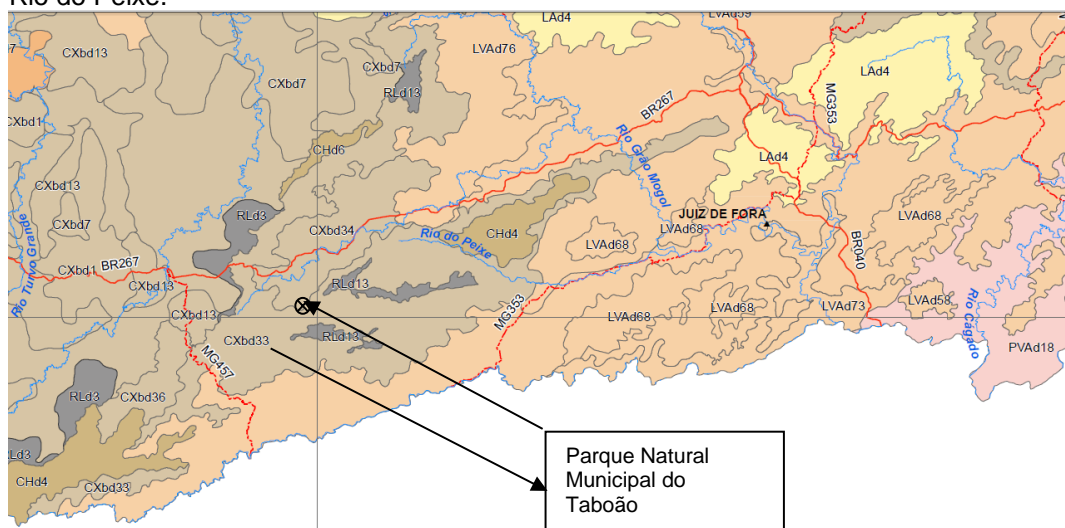 Rio do Peixe.
CXbd13
LAd4
LVAd59
LVAd76
CXbd7
CXbd7
RLd13
LAd4
MG353
BR267
CXbd1
CHd6
Rio Grão Mogol
LAd4
CXbd13
CXbd7
RLd3
CXbd34
Rio do Peixe
CHd4
JUIZ DE FORA
LVAd68
LVAd68
LVAd68
BR040
Rio Turvo Grande
CXbd1
BR267
CXbd13
RLd13
CXbd13
LVAd68
LVAd68
LVAd73
LVAd58
Rio Cágado
CXbd33
RLd13
MG353
PVAd18
MG457
RLd3
CXbd36
RLd3
CHd4
CXbd33
Parque Natural
Municipal do
Taboão